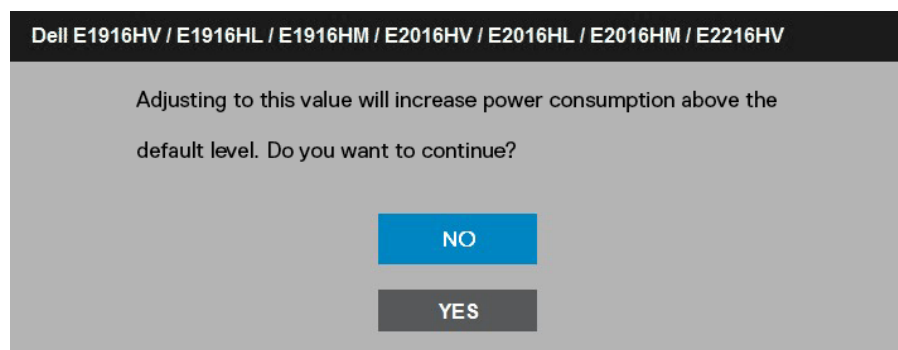 Dell E1916HV / E1916HL / E1916HM / E2016HV / E2016HL / E2016HM / E2216HV
Adjusting to this value will increase power consumption above the
default level. Do you want to continue?
NO
YES